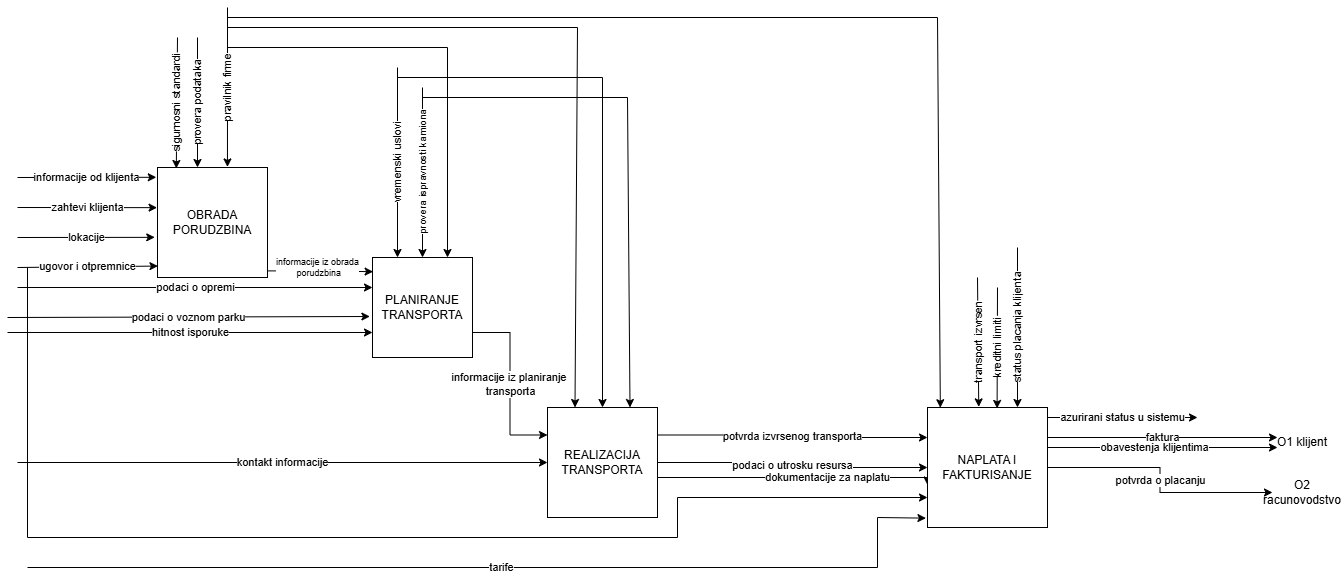 sigurnosni standardi
provera podataka
pravilnik firme
vremenski uslovi
provera ispravnosti kamiona
informacije od klijenta
zahtevi klijenta
lokacije
ugovor i otpremnice
OBRADA
PORUDZBINA
informacije iz obrada
porudzbina
podaci o opremi
podaci o voznom parku
hitnost isporuke
PLANIRANJE
TRANSPORTA
informacije iz planiranje
transporta
transport izvrsen
kreditni limiti
status placanja klijenta
kontakt informacije
REALIZACIJA
TRANSPORTA
potvrda izvrsenog transporta
podaci o utrosku resursa
dokumentacije za naplatu
NAPLATA I
FAKTURISANJE
azurirani status u sistemu
faktura
obavestenja klijentima
O1 klijent
potvrda o placanju
O2
racunovodstvo
tarife